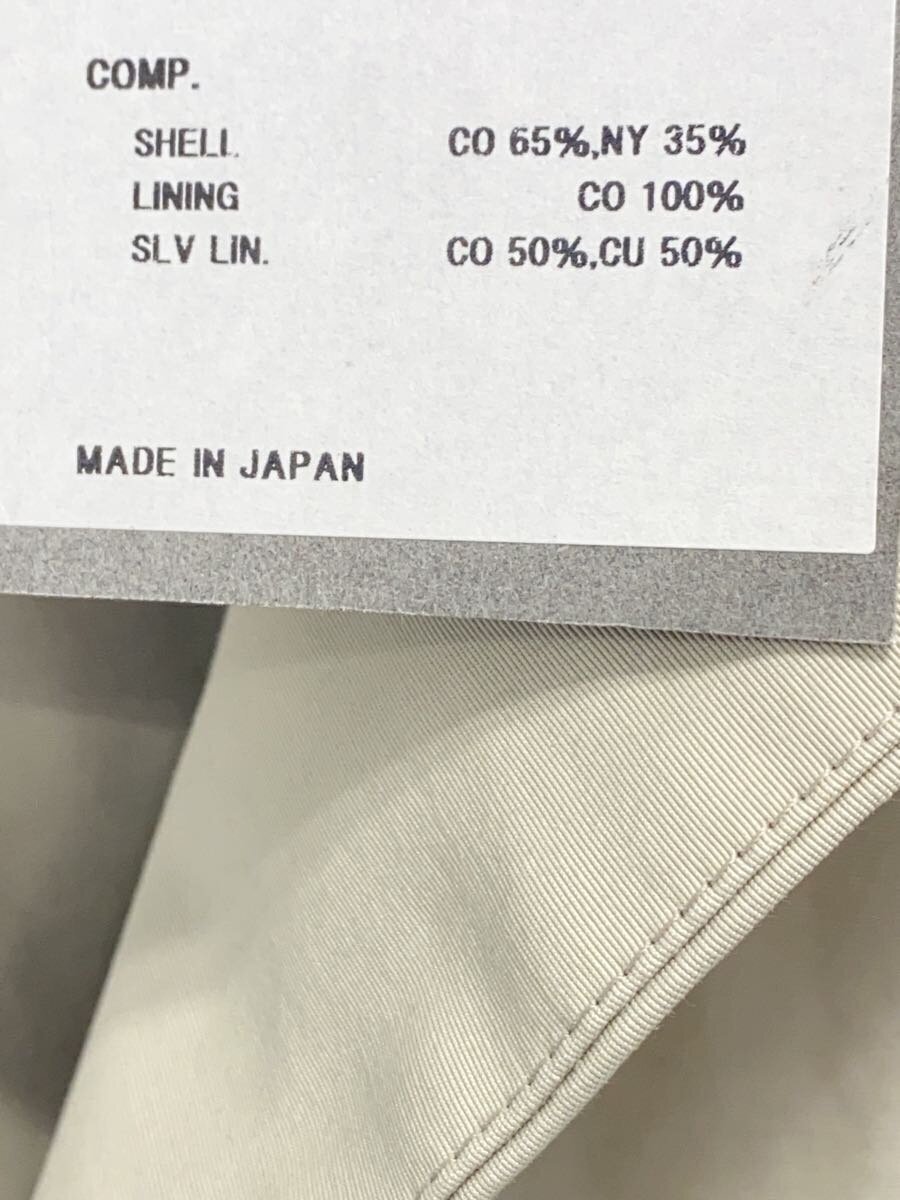 COMP.
SHELL CO 65%,NY 35%
LINING CO 100%
SLV LIN. CO 50%,CU 50%
MADE IN JAPAN